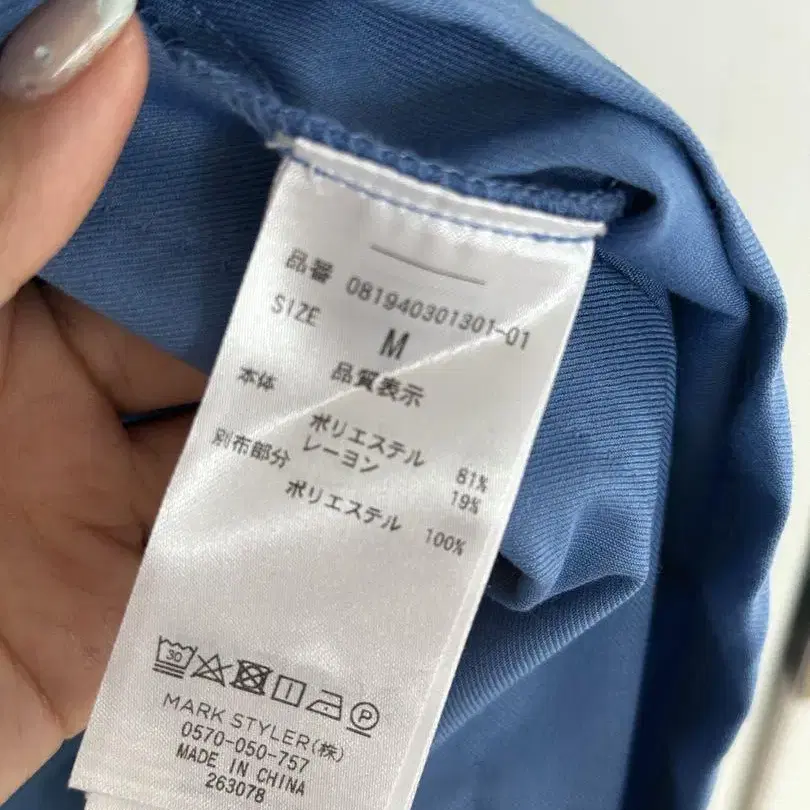 品番 081940301301-01
SIZE M
品質表示
本体 ポリエステル 81%
レーヨン 19%
別布部分
ポリエステル 100%
30
P
MARK STYLER(株)
0570-050-757
MADE IN CHINA
263078